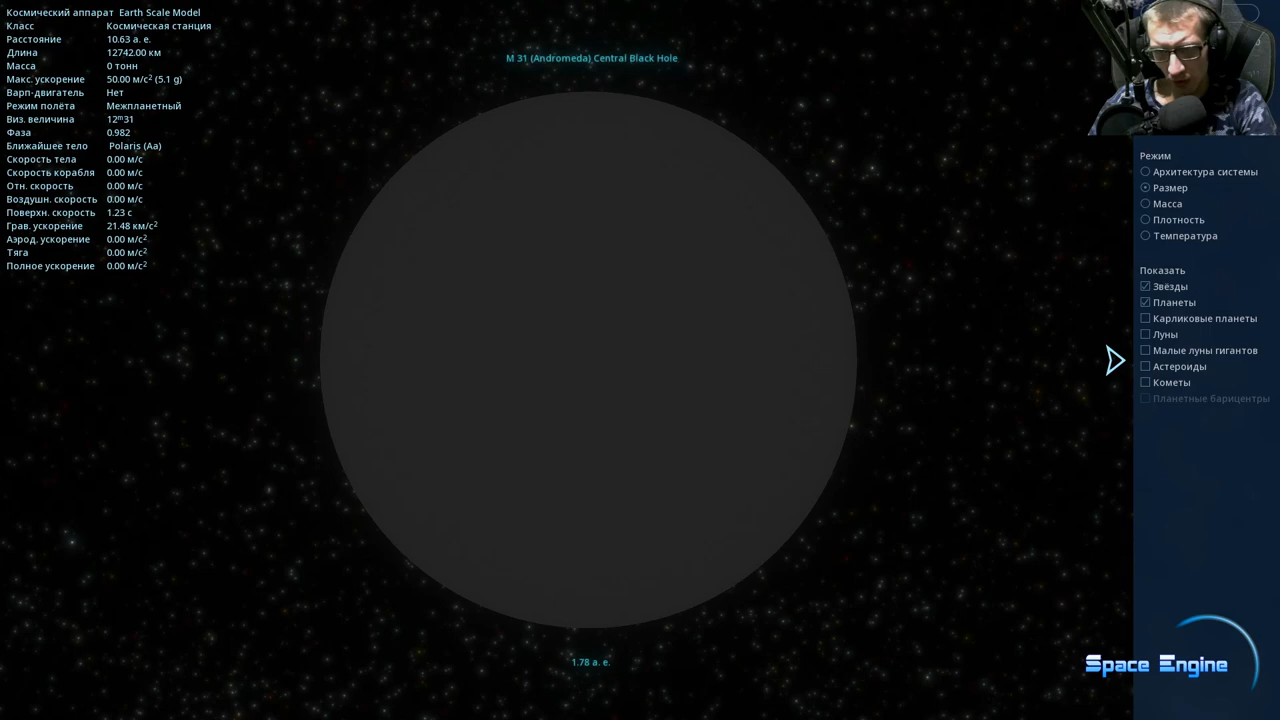 Космический аппарат Earth Scale Model
Класс Космическая станция
Расстояние 10.63 а. е.
Длина 12742.00 км
Масса 0 тонн
Макс. ускорение 50.00 м/с² (5.1 g)
Варп-двигатель Нет
Режим полёта Межпланетный
Виз. величина 12ᵐ31
Фаза 0.982
Ближайшее тело Polaris (Aa)
Скорость тела 0.00 м/с
Скорость корабля 0.00 м/с
Отн. скорость 0.00 м/с
Воздушн. скорость 0.00 м/с
Поверхн. скорость 1.23 c
Грав. ускорение 21.48 км/с²
Аэрод. ускорение 0.00 м/с²
Тяга 0.00 м/с²
Полное ускорение 0.00 м/с²
M 31 (Andromeda) Central Black Hole
1.78 а. е.
Режим
Архитектура системы
Размер
Масса
Плотность
Температура
Показать
Звёзды
Планеты
Карликовые планеты
Луны
Малые луны гигантов
Астероиды
Кометы
Планетные барицентры
Space Engine